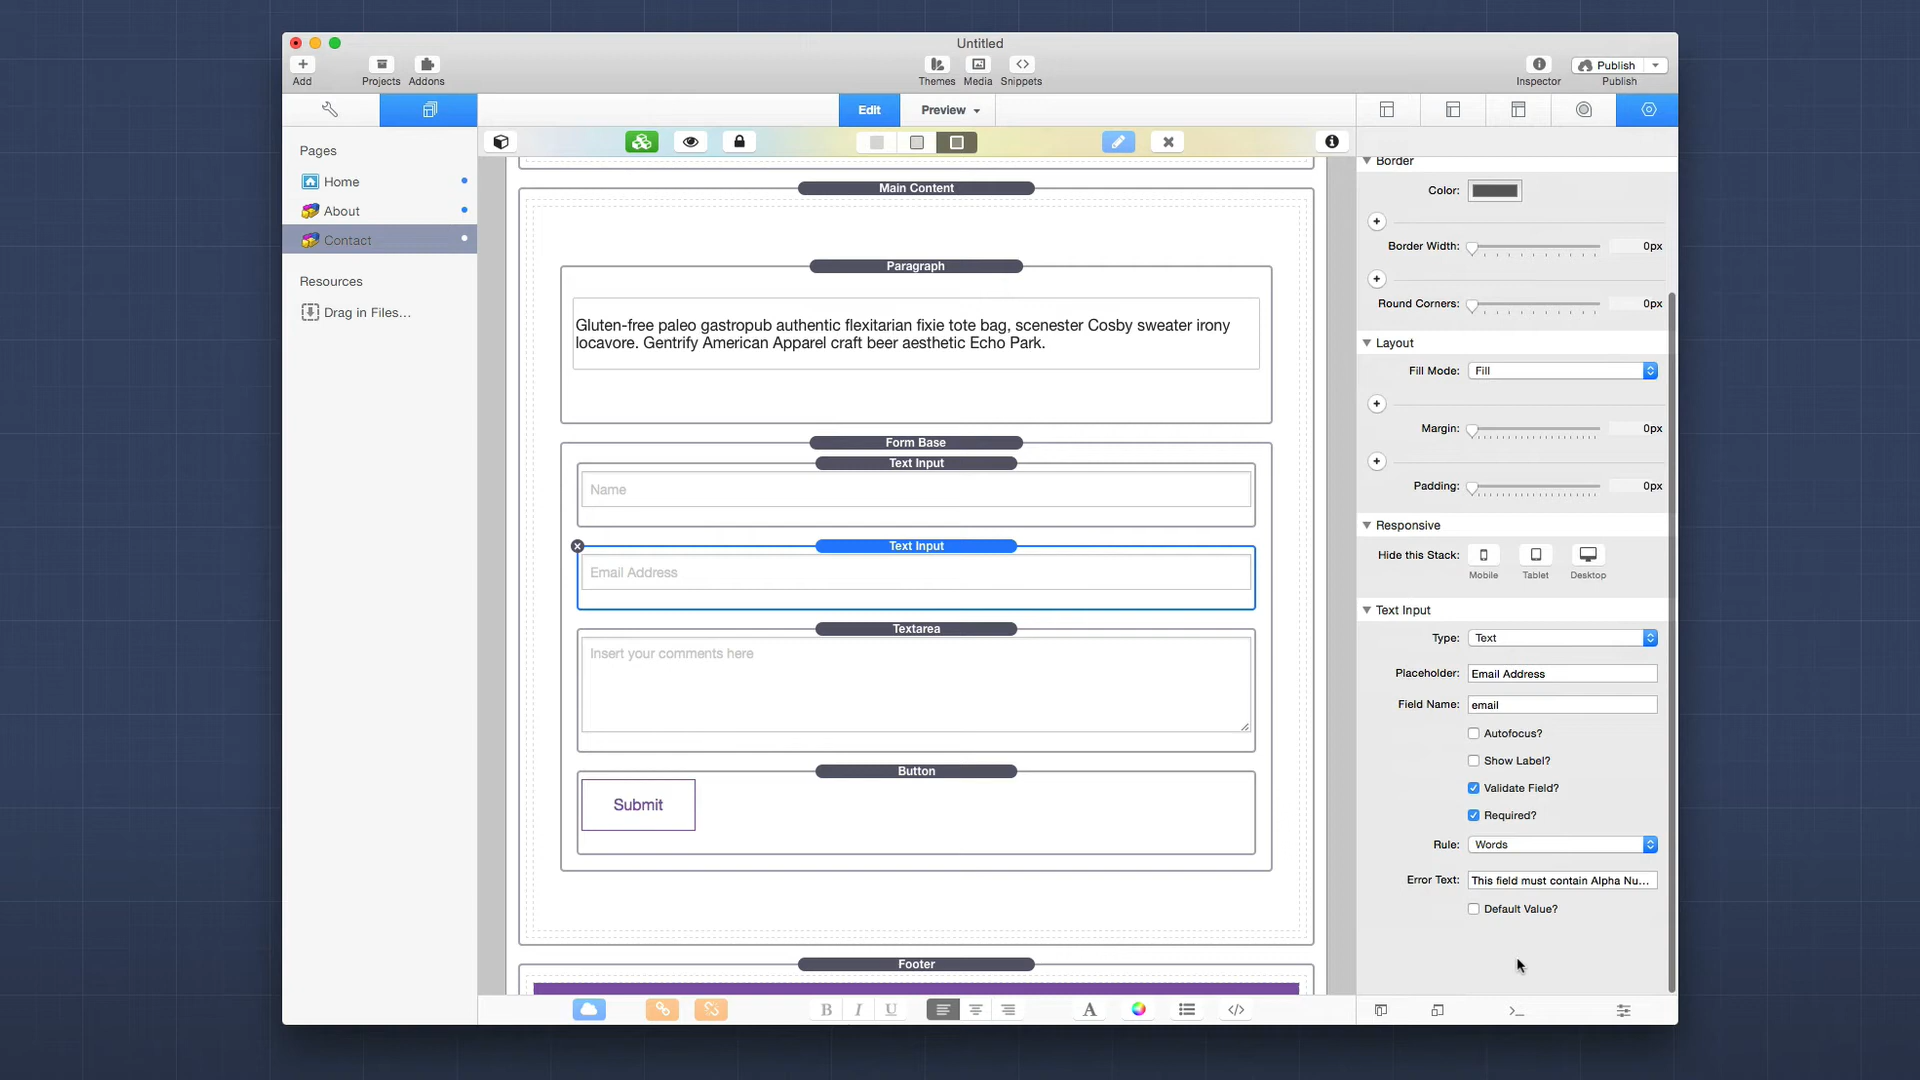 Untitled
Add
Projects
Addons
Themes
Media
Snippets
Inspector
Publish
Publish
Edit
Preview
Pages
Home
About
Contact
Resources
Drag in Files...
Main Content
Paragraph
Gluten-free paleo gastropub authentic flexitarian fixie tote bag, scenester Cosby sweater irony
locavore. Gentrify American Apparel craft beer aesthetic Echo Park.
Form Base
Text Input
Name
Text Input
Email Address
Textarea
Insert your comments here
Button
Submit
Footer
B I U
A
Border
Color:
Border Width: 0px
Round Corners: 0px
Layout
Fill Mode: Fill
Margin: 0px
Padding: 0px
Responsive
Hide this Stack:
Mobile
Tablet
Desktop
Text Input
Type: Text
Placeholder: Email Address
Field Name: email
Autofocus?
Show Label?
Validate Field?
Required?
Rule: Words
Error Text: This field must contain Alpha Nu...
Default Value?